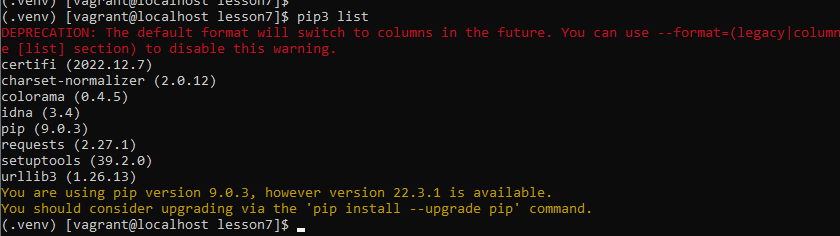 (.venv) [vagrant@localhost lesson7]$
(.venv) [vagrant@localhost lesson7]$ pip3 list
DEPRECATION: The default format will switch to columns in the future. You can use --format=(legacy|column
e [list] section) to disable this warning.
certifi (2022.12.7)
charset-normalizer (2.0.12)
colorama (0.4.5)
idna (3.4)
pip (9.0.3)
requests (2.27.1)
setuptools (39.2.0)
urllib3 (1.26.13)
You are using pip version 9.0.3, however version 22.3.1 is available.
You should consider upgrading via the 'pip install --upgrade pip' command.
(.venv) [vagrant@localhost lesson7]$